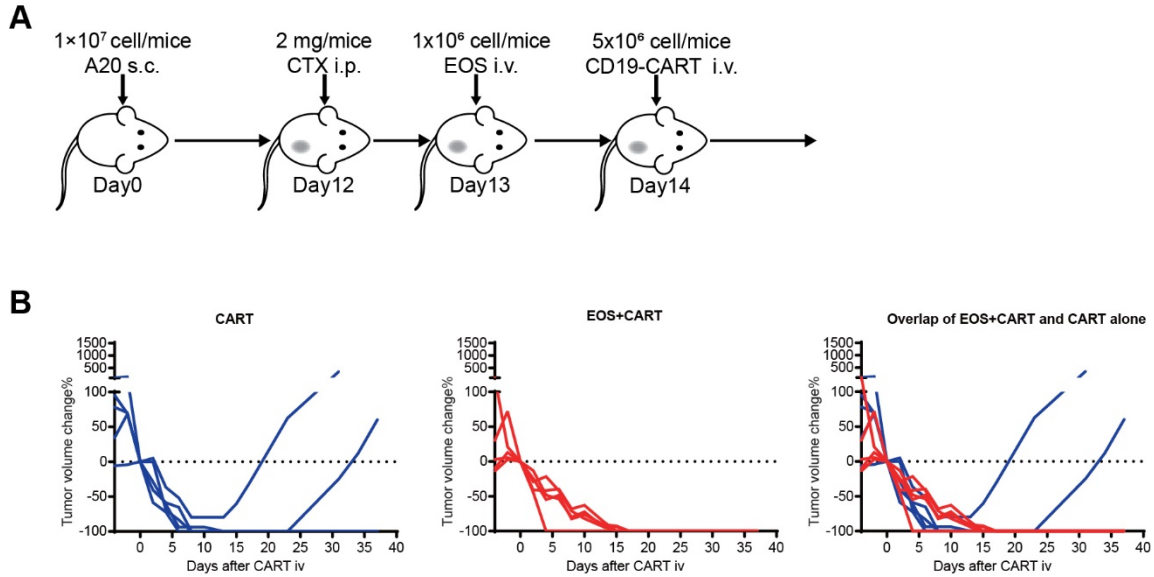 A
1×10⁷ cell/mice
A20 s.c.
2 mg/mice
CTX i.p.
1x10⁶ cell/mice
EOS i.v.
5x10⁶ cell/mice
CD19-CART i.v.
Day0
Day12
Day13
Day14
B
CART
Tumor volume change%
1500
1000
500
100
50
0
-50
-100
0 5 10 15 20 25 30 35 40
Days after CART iv
EOS+CART
Tumor volume change%
1500
1000
500
100
50
0
-50
-100
0 5 10 15 20 25 30 35 40
Days after CART iv
Overlap of EOS+CART and CART alone
Tumor volume change%
1500
1000
500
100
50
0
-50
-100
0 5 10 15 20 25 30 35 40
Days after CART iv